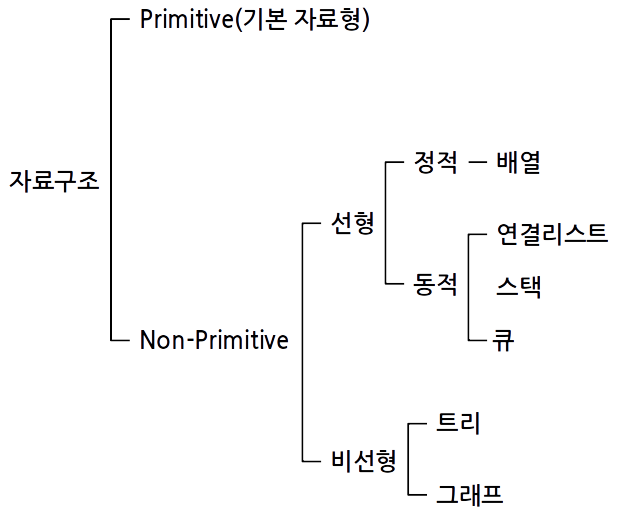 Primitive(기본 자료형)
자료구조
정적
배열
선형
연결리스트
동적
스택
Non-Primitive
큐
트리
비선형
그래프